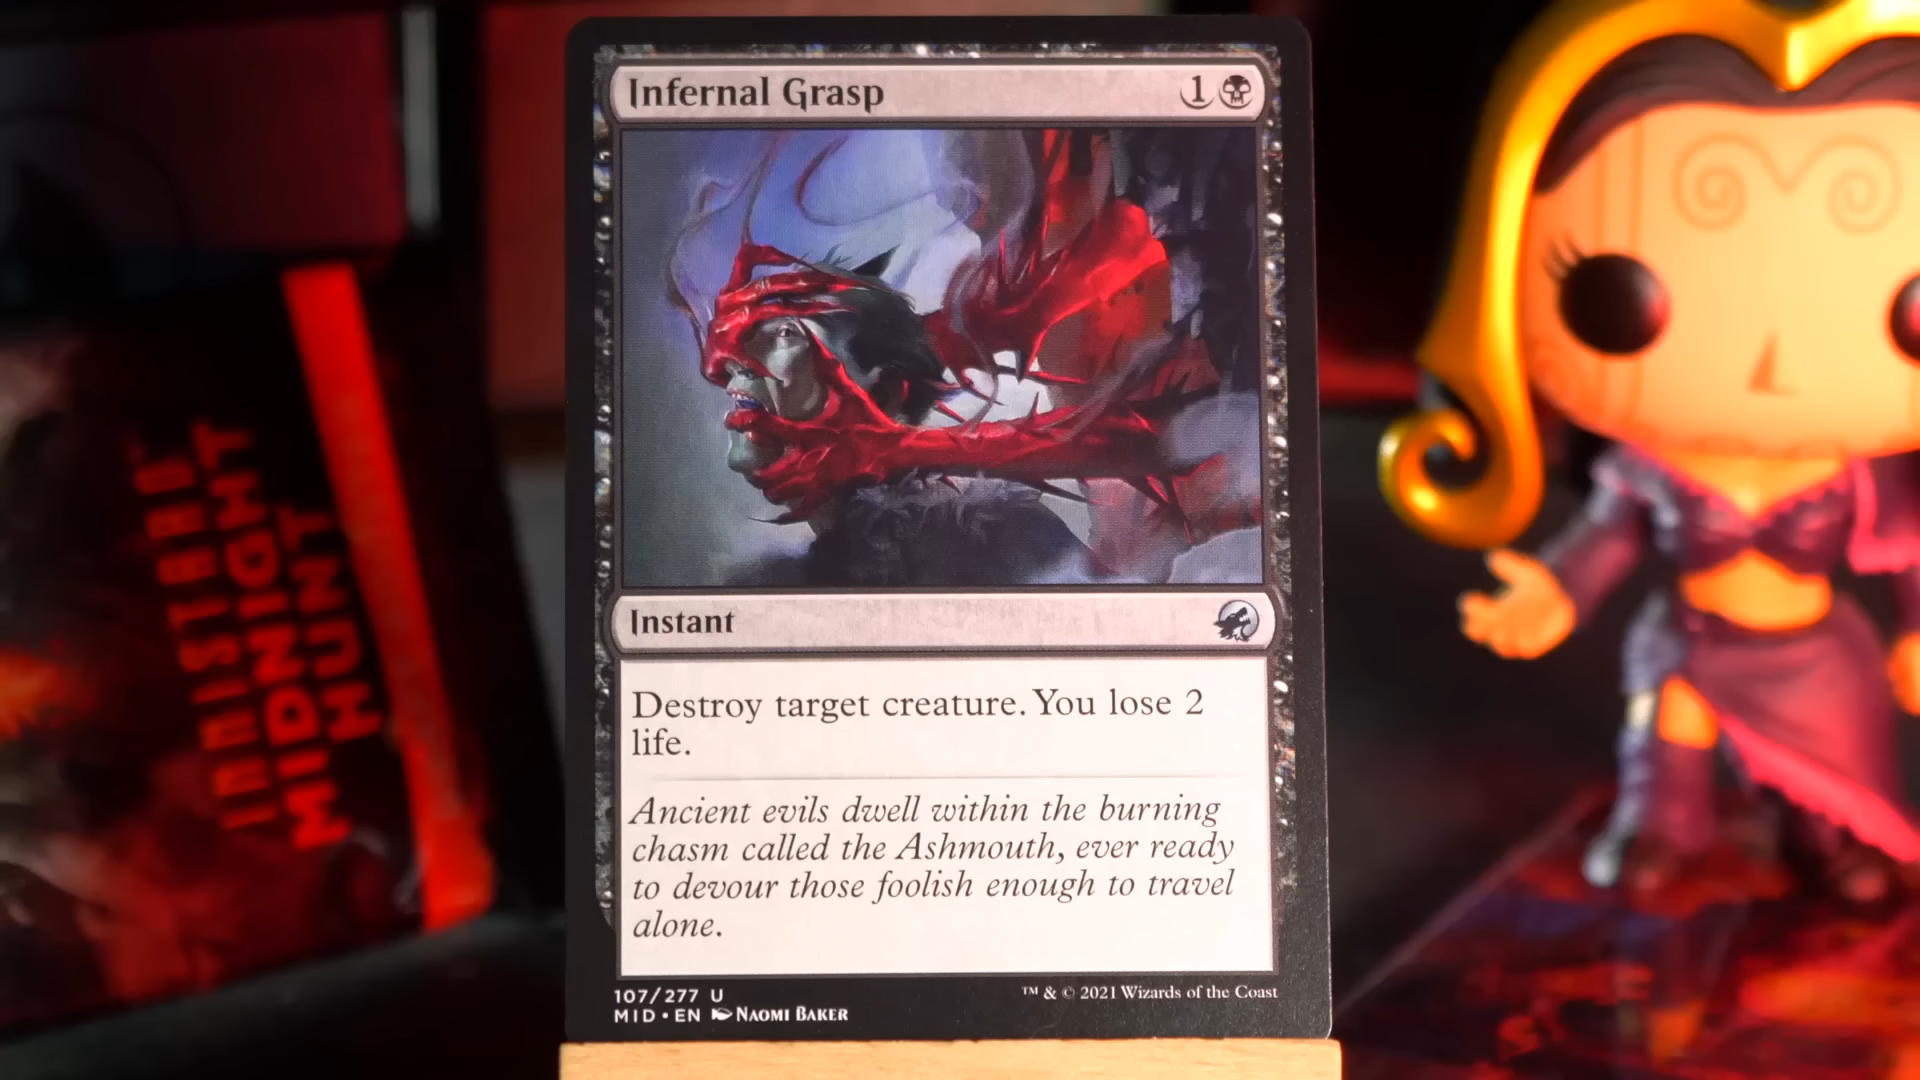 Infernal Grasp 1
Instant
Destroy target creature. You lose 2
life.
Ancient evils dwell within the burning
chasm called the Ashmouth, ever ready
to devour those foolish enough to travel
alone.
107/277 U
MID • EN NAOMI BAKER
™ & © 2021 Wizards of the Coast
INNISTRAD
MIDNIGHT
HUNT